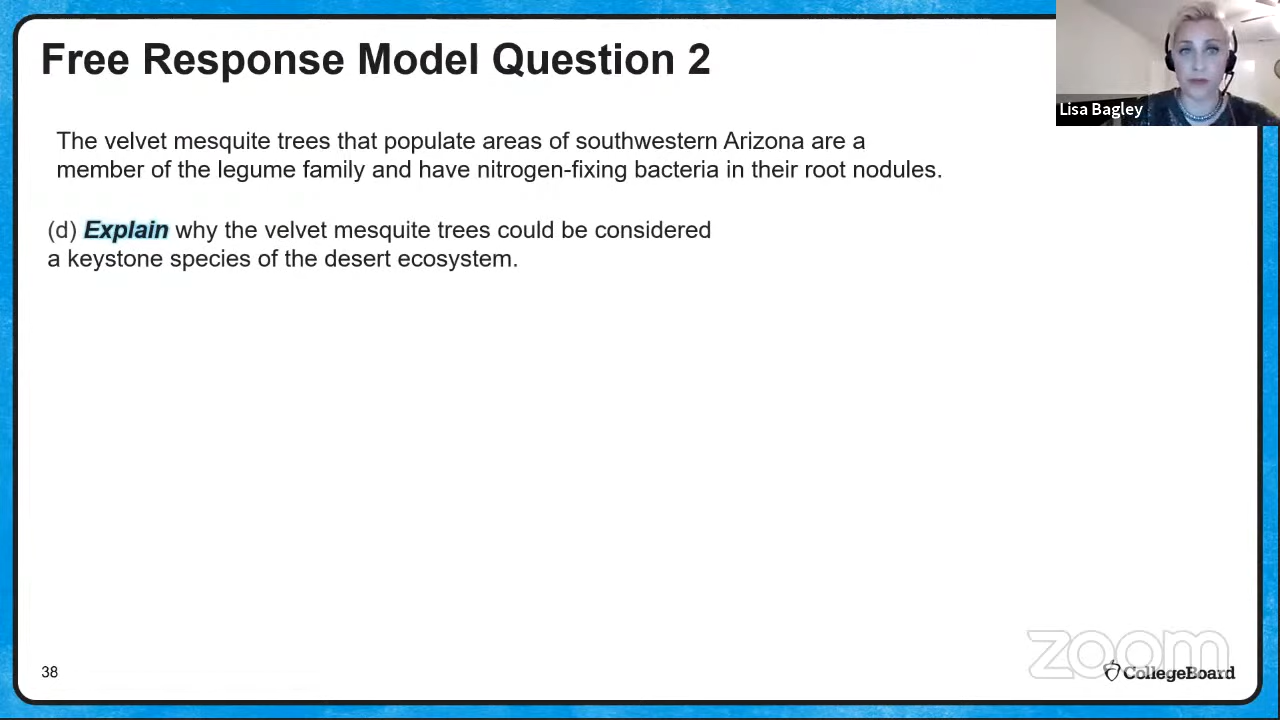 Free Response Model Question 2
Lisa Bagley
The velvet mesquite trees that populate areas of southwestern Arizona are a
member of the legume family and have nitrogen-fixing bacteria in their root nodules.
(d) Explain why the velvet mesquite trees could be considered
a keystone species of the desert ecosystem.
zoom
38
CollegeBoard